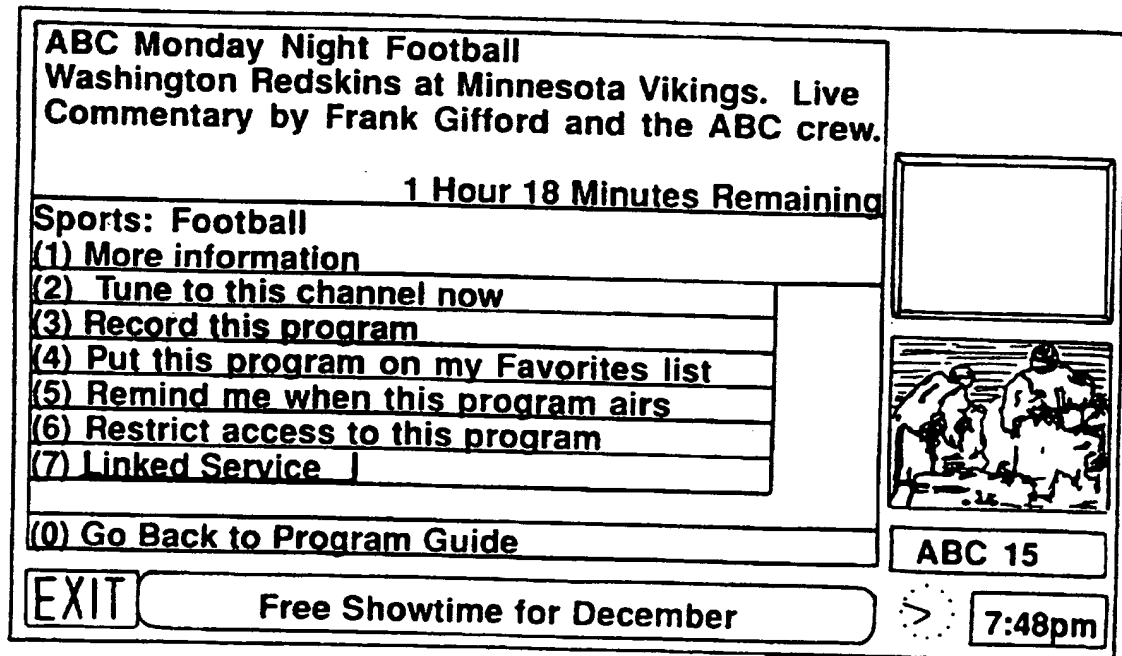 ABC Monday Night Football
Washington Redskins at Minnesota Vikings. Live
Commentary by Frank Gifford and the ABC crew.
1 Hour 18 Minutes Remaining
Sports: Football
(1) More information
(2) Tune to this channel now
(3) Record this program
(4) Put this program on my Favorites list
(5) Remind me when this program airs
(6) Restrict access to this program
(7) Linked Service
(0) Go Back to Program Guide
ABC 15
EXIT
Free Showtime for December
7:48pm